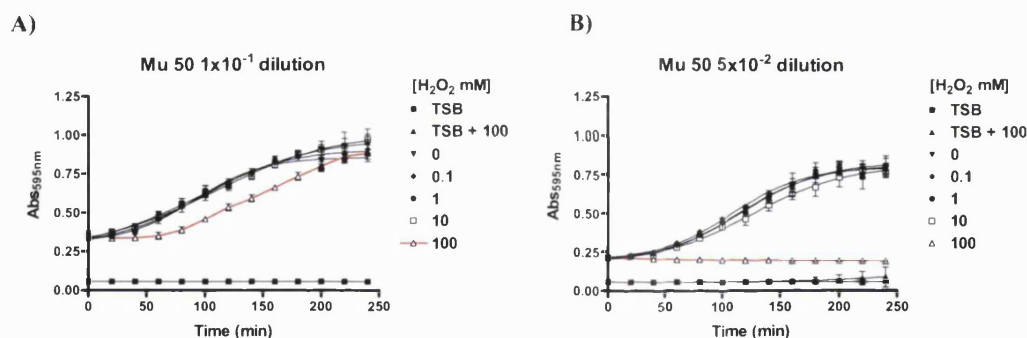 A)
Mu 50 1x10⁻¹ dilution
Abs₅₉₅nm
1.25
1.00
0.75
0.50
0.25
0.00
0 50 100 150 200 250
Time (min)
[H₂O₂ mM]
TSB
TSB + 100
0
0.1
1
10
100
B)
Mu 50 5x10⁻² dilution
Abs₅₉₅nm
1.25
1.00
0.75
0.50
0.25
0.00
0 50 100 150 200 250
Time (min)
[H₂O₂ mM]
TSB
TSB + 100
0
0.1
1
10
100